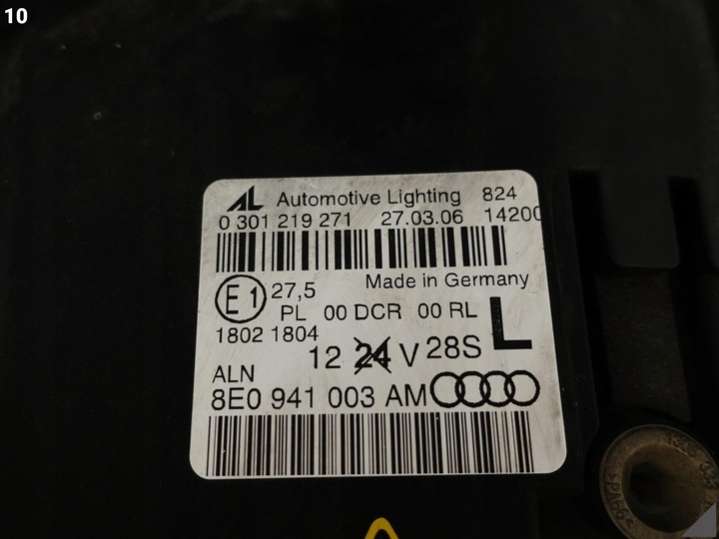 10
AL Automotive Lighting 824
0 301 219 271 27.03.06 14200
Made in Germany
E1 27,5
PL 00 DCR 00 RL
1802 1804
12 24 V 28S L
ALN
8E0 941 003 AM